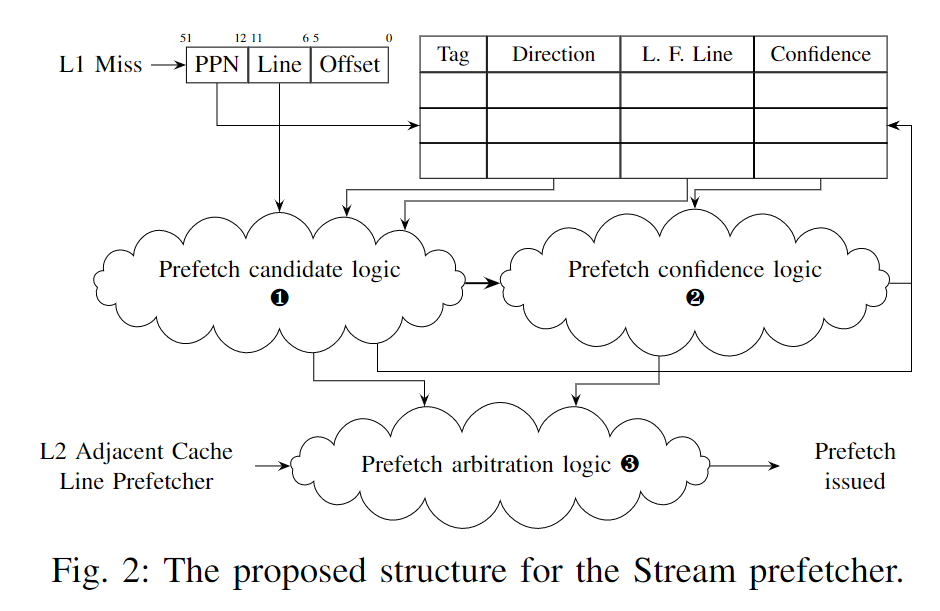 51 12 11 6 5 0
L1 Miss PPN Line Offset
Tag Direction L. F. Line Confidence
Prefetch candidate logic
❶
Prefetch confidence logic
❷
L2 Adjacent Cache
Line Prefetcher
Prefetch arbitration logic ❸
Prefetch
issued
Fig. 2: The proposed structure for the Stream prefetcher.